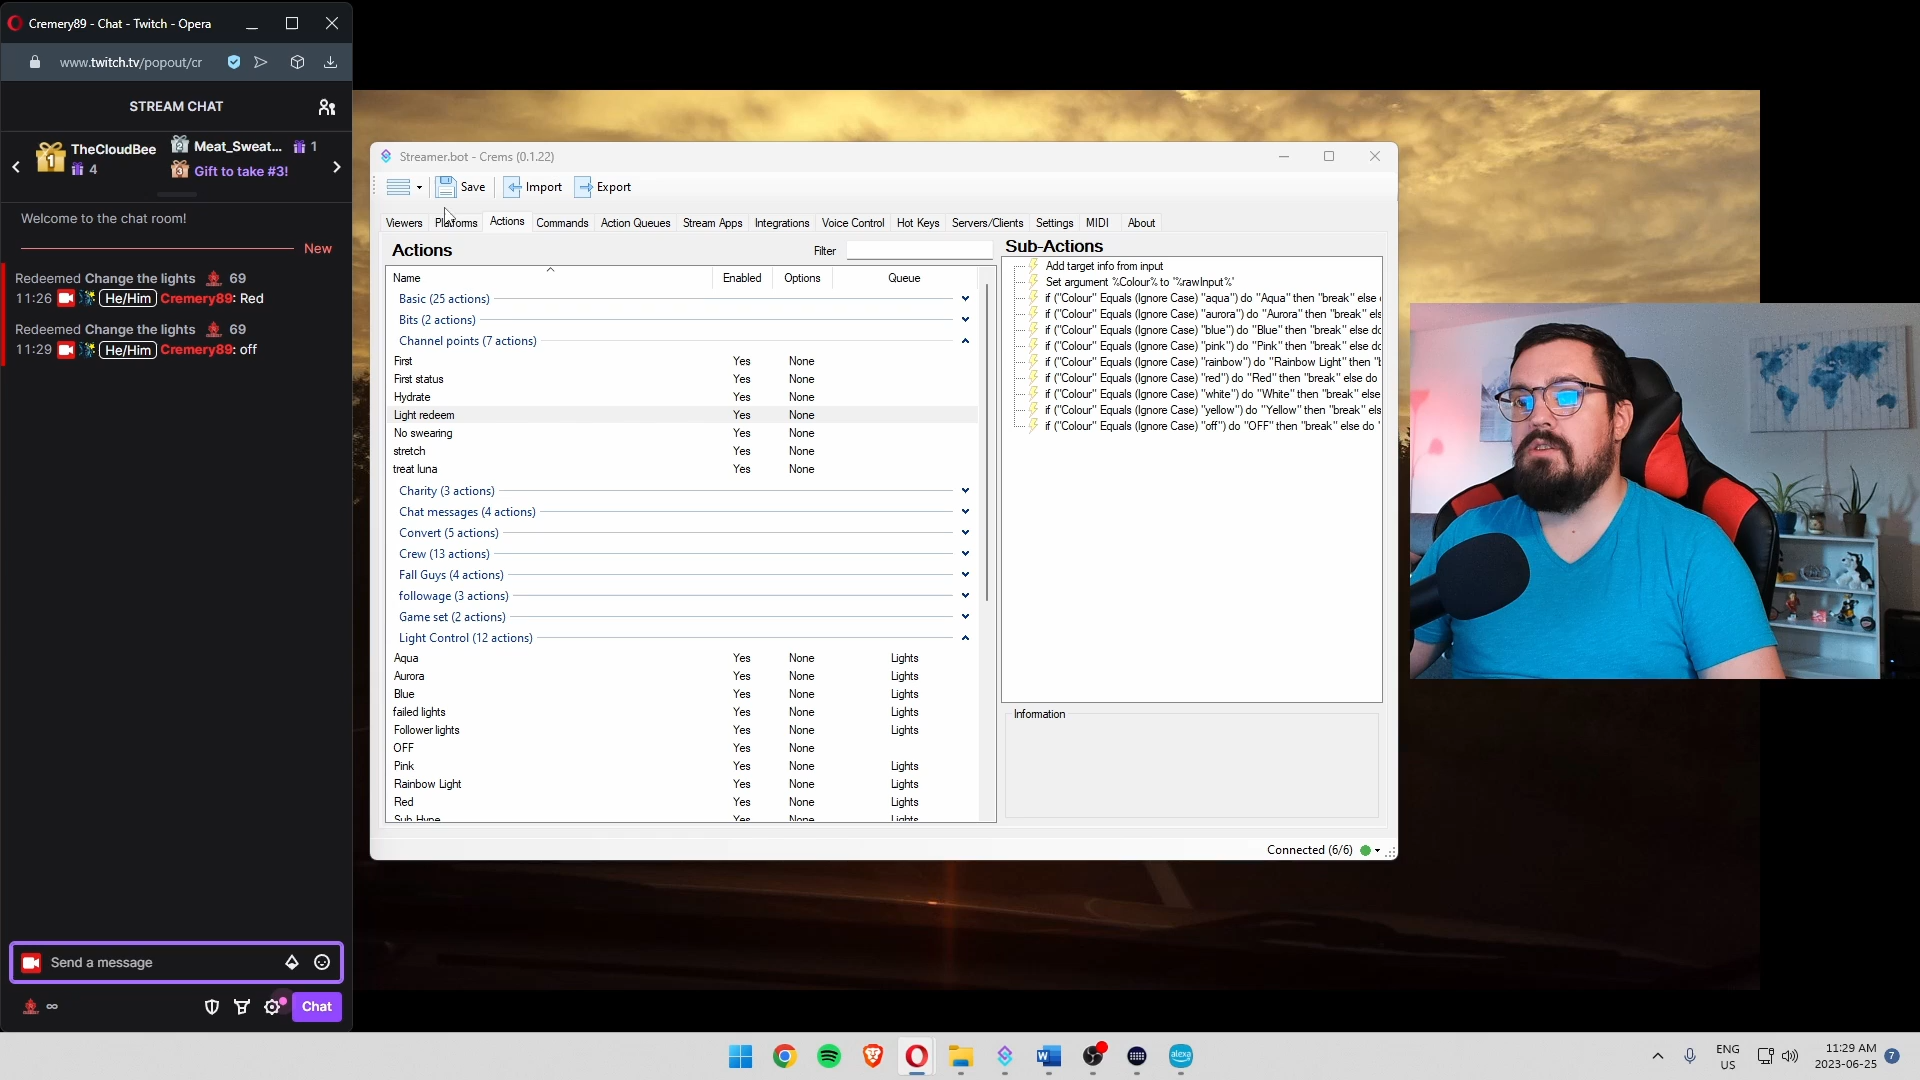 Cremery89 - Chat - Twitch - Opera
www.twitch.tv/popout/cr
STREAM CHAT
1
TheCloudBee
4
2
Meat_Sweat...
1
3
Gift to take #3!
Welcome to the chat room!
New
Redeemed Change the lights 69
11:26 He/Him Cremery89: Red
Redeemed Change the lights 69
11:29 He/Him Cremery89: off
Send a message
∞
Chat
Streamer.bot - Crems (0.1.22)
Save Import Export
Viewers Platforms Actions Commands Action Queues Stream Apps Integrations Voice Control Hot Keys Servers/Clients Settings MIDI About
Actions
Filter
Name Enabled Options Queue
Basic (25 actions)
Bits (2 actions)
Channel points (7 actions)
First Yes None
First status Yes None
Hydrate Yes None
Light redeem Yes None
No swearing Yes None
stretch Yes None
treat luna Yes None
Charity (3 actions)
Chat messages (4 actions)
Convert (5 actions)
Crew (13 actions)
Fall Guys (4 actions)
followage (3 actions)
Game set (2 actions)
Light Control (12 actions)
Aqua Yes None Lights
Aurora Yes None Lights
Blue Yes None Lights
failed lights Yes None Lights
Follower lights Yes None Lights
OFF Yes None
Pink Yes None Lights
Rainbow Light Yes None Lights
Red Yes None Lights
Sub Hype Yes None Lights
Sub-Actions
Add target info from input
Set argument %Colour% to '%rawInput%'
if ("Colour" Equals (Ignore Case) "aqua") do "Aqua" then "break" else
if ("Colour" Equals (Ignore Case) "aurora") do "Aurora" then "break" els
if ("Colour" Equals (Ignore Case) "blue") do "Blue" then "break" else do
if ("Colour" Equals (Ignore Case) "pink") do "Pink" then "break" else do
if ("Colour" Equals (Ignore Case) "rainbow") do "Rainbow Light" then "b
if ("Colour" Equals (Ignore Case) "red") do "Red" then "break" else do
if ("Colour" Equals (Ignore Case) "white") do "White" then "break" else
if ("Colour" Equals (Ignore Case) "yellow") do "Yellow" then "break" els
if ("Colour" Equals (Ignore Case) "off") do "OFF" then "break" else do "
Information
Connected (6/6)
alexa
ENG
US
11:29 AM
2023-06-25
7